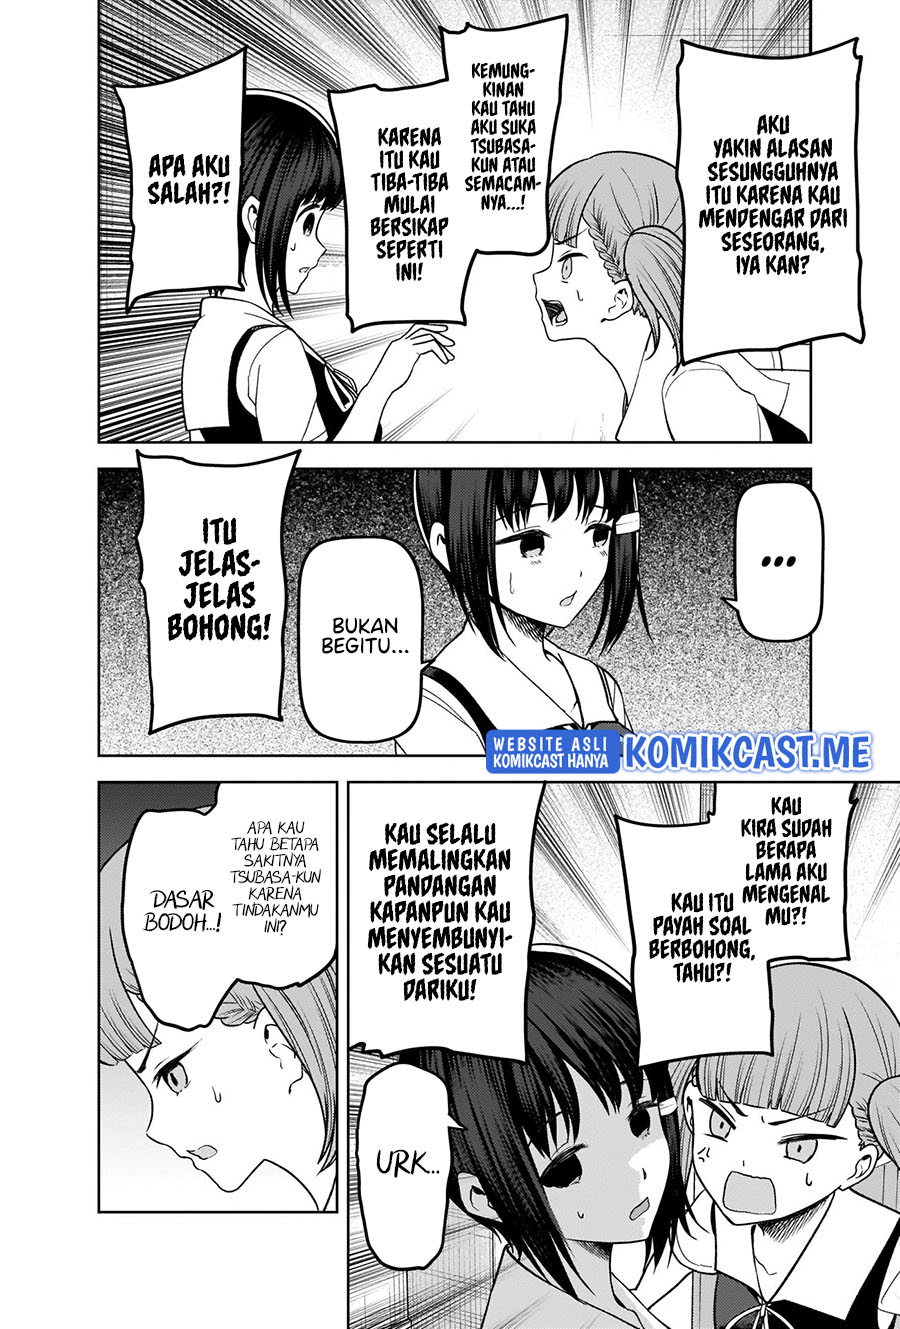 AKU
YAKIN ALASAN
SESUNGGUHNYA
ITU KARENA KAU
MENDENGAR DARI
SESEORANG,
IYA KAN?
KEMUNG-
KINAN
KAU TAHU
AKU SUKA
TSUBASA-
KUN ATAU
SEMACAM-
NYA...!
KARENA
ITU KAU
TIBA-TIBA
MULAI
BERSIKAP
SEPERTI
INI!
APA AKU
SALAH?!
...
BUKAN
BEGITU...
ITU
JELAS-
JELAS
BOHONG!
WEBSITE ASLI
KOMIKCAST HANYA
KOMIKCAST.ME
KAU
KIRA SUDAH
BERAPA
LAMA AKU
MENGENAL
MU?!
KAU ITU
PAYAH SOAL
BERBOHONG,
TAHU?!
KAU SELALU
MEMALINGKAN
PANDANGAN
KAPANPUN KAU
MENYEMBUNYI-
KAN SESUATU
DARIKU!
URK...
APA KAU
TAHU BETAPA
SAKITNYA
TSUBASA-KUN
KARENA
TINDAKANMU
INI?
DASAR
BODOH...!